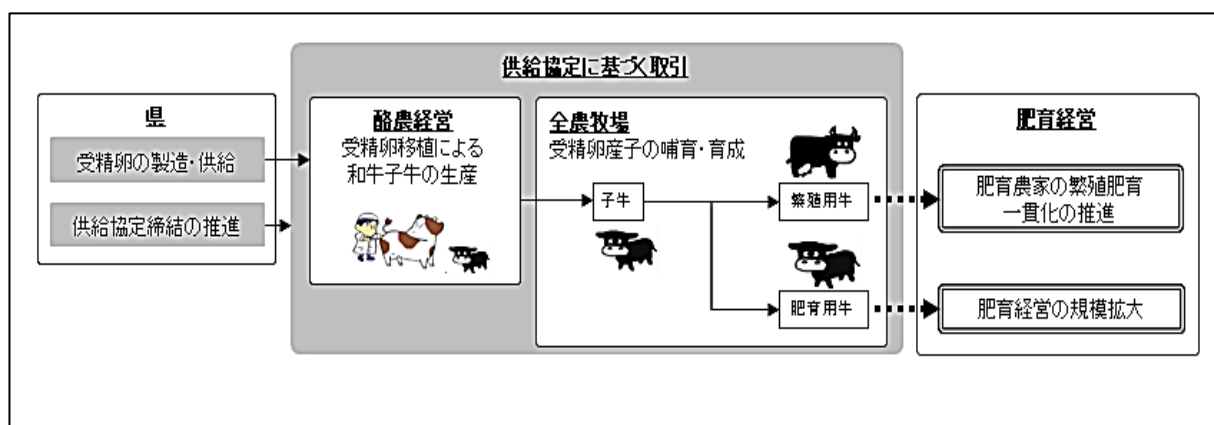 供給協定に基づく取引
県
受精卵の製造・供給
供給協定締結の推進
酪農経営
受精卵移植による
和牛子牛の生産
全農牧場
受精卵産子の哺育・育成
子牛
繁殖用牛
肥育用牛
肥育経営
肥育農家の繁殖肥育
一貫化の推進
肥育経営の規模拡大